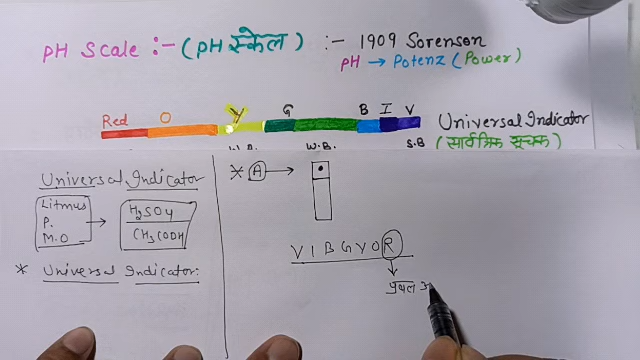 pH Scale :- (pH स्केल) :- 1909 Sorenson
pH → Potenz (Power)
Red O Y G B I V Universal Indicator
W.B. S.B (सार्वत्रिक सूचक)
Universal Indicator
Litmus
P.
M.O
→
H₂SO₄
CH₃COOH
* Universal Indicator:
* A →
VIBGYOR
प्रबल